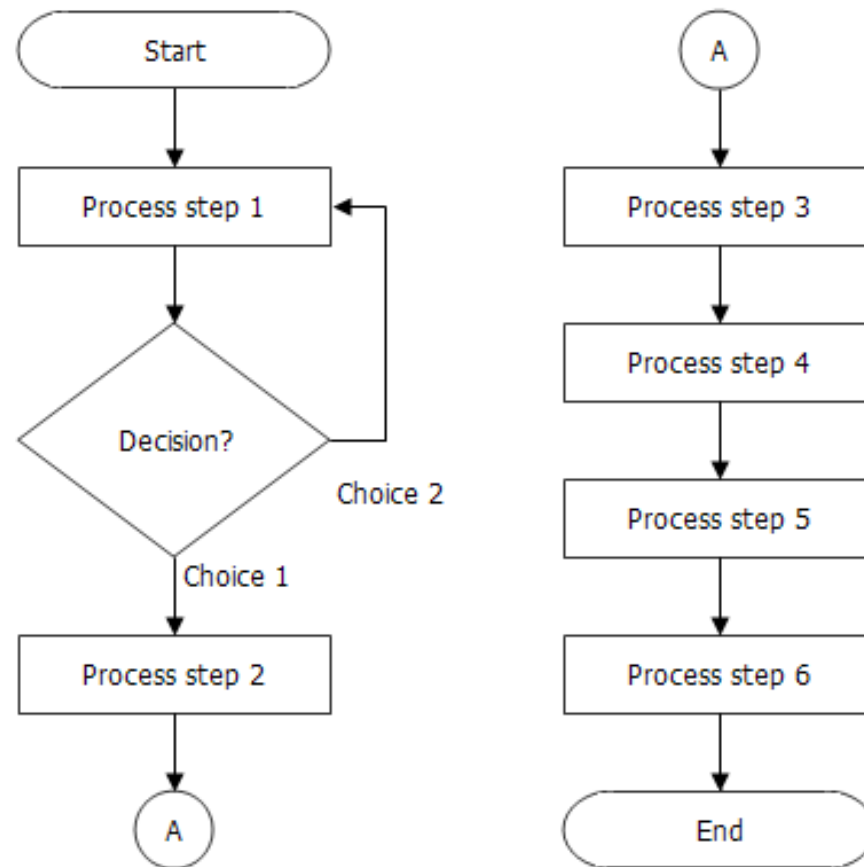 Start
Process step 1
Decision?
Choice 2
Choice 1
Process step 2
A
A
Process step 3
Process step 4
Process step 5
Process step 6
End